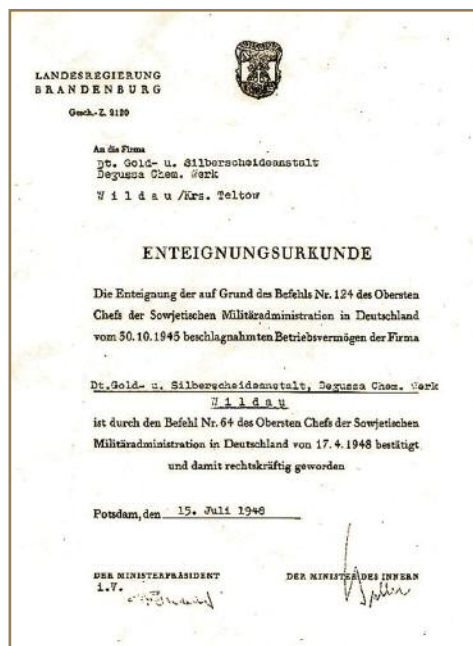 LANDESREGIERUNG
BRANDENBURG
Gesch.-Z. 9120
An die Firma
Dt. Gold- u. Silberscheideanstalt
Degussa Chem. Werk
Wildau/Krs. Teltow
ENTEIGNUNGSURKUNDE
Die Enteignung der auf Grund des Befehls Nr. 124 des Obersten
Chefs der Sowjetischen Militäradministration in Deutschland
vom 30.10.1945 beschlagnahmten Betriebsvermögen der Firma
Dt.Gold- u. Silberscheideanstalt, Degussa Chem. Werk
Wildau
ist durch den Befehl Nr. 64 des Obersten Chefs der Sowjetischen
Militäradministration in Deutschland von 17.4.1948 bestätigt
und damit rechtskräftig geworden
Potsdam, den 15. Juli 1948
DER MINISTERPRÄSIDENT
i.V.
DER MINISTER DES INNERN